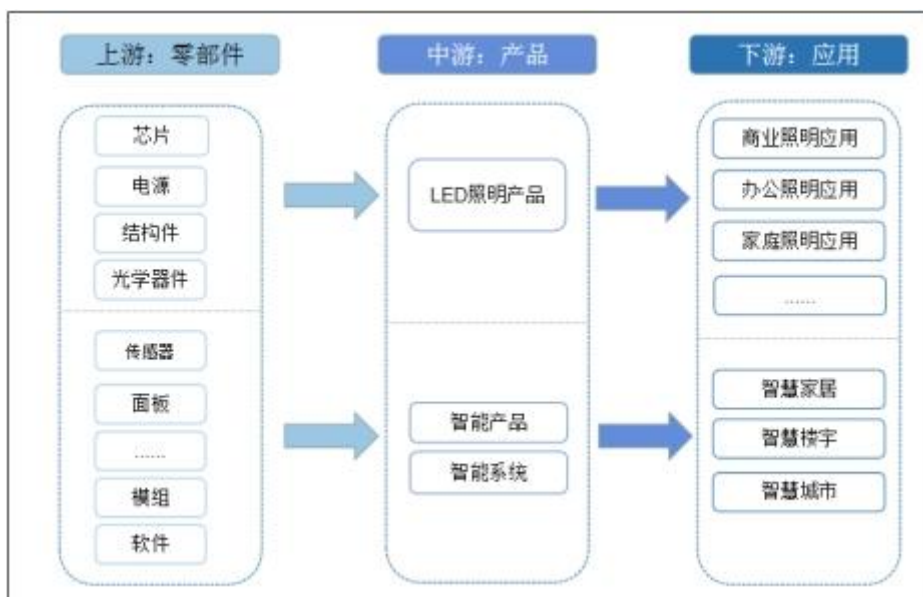 上游：零部件
芯片
电源
结构件
光学器件
传感器
面板
......
模组
软件
中游：产品
LED照明产品
智能产品
智能系统
下游：应用
商业照明应用
办公照明应用
家庭照明应用
......
智慧家居
智慧楼宇
智慧城市